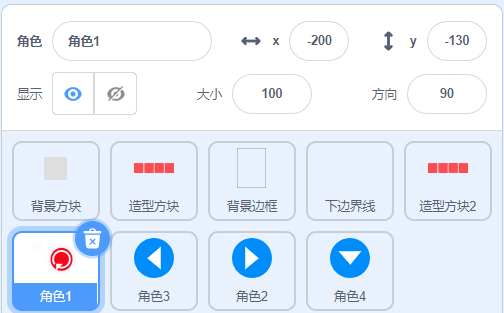 角色 角色1 x -200 y -130
显示 大小 100 方向 90
背景方块 造型方块 背景边框 下边界线 造型方块2
角色1 角色3 角色2 角色4